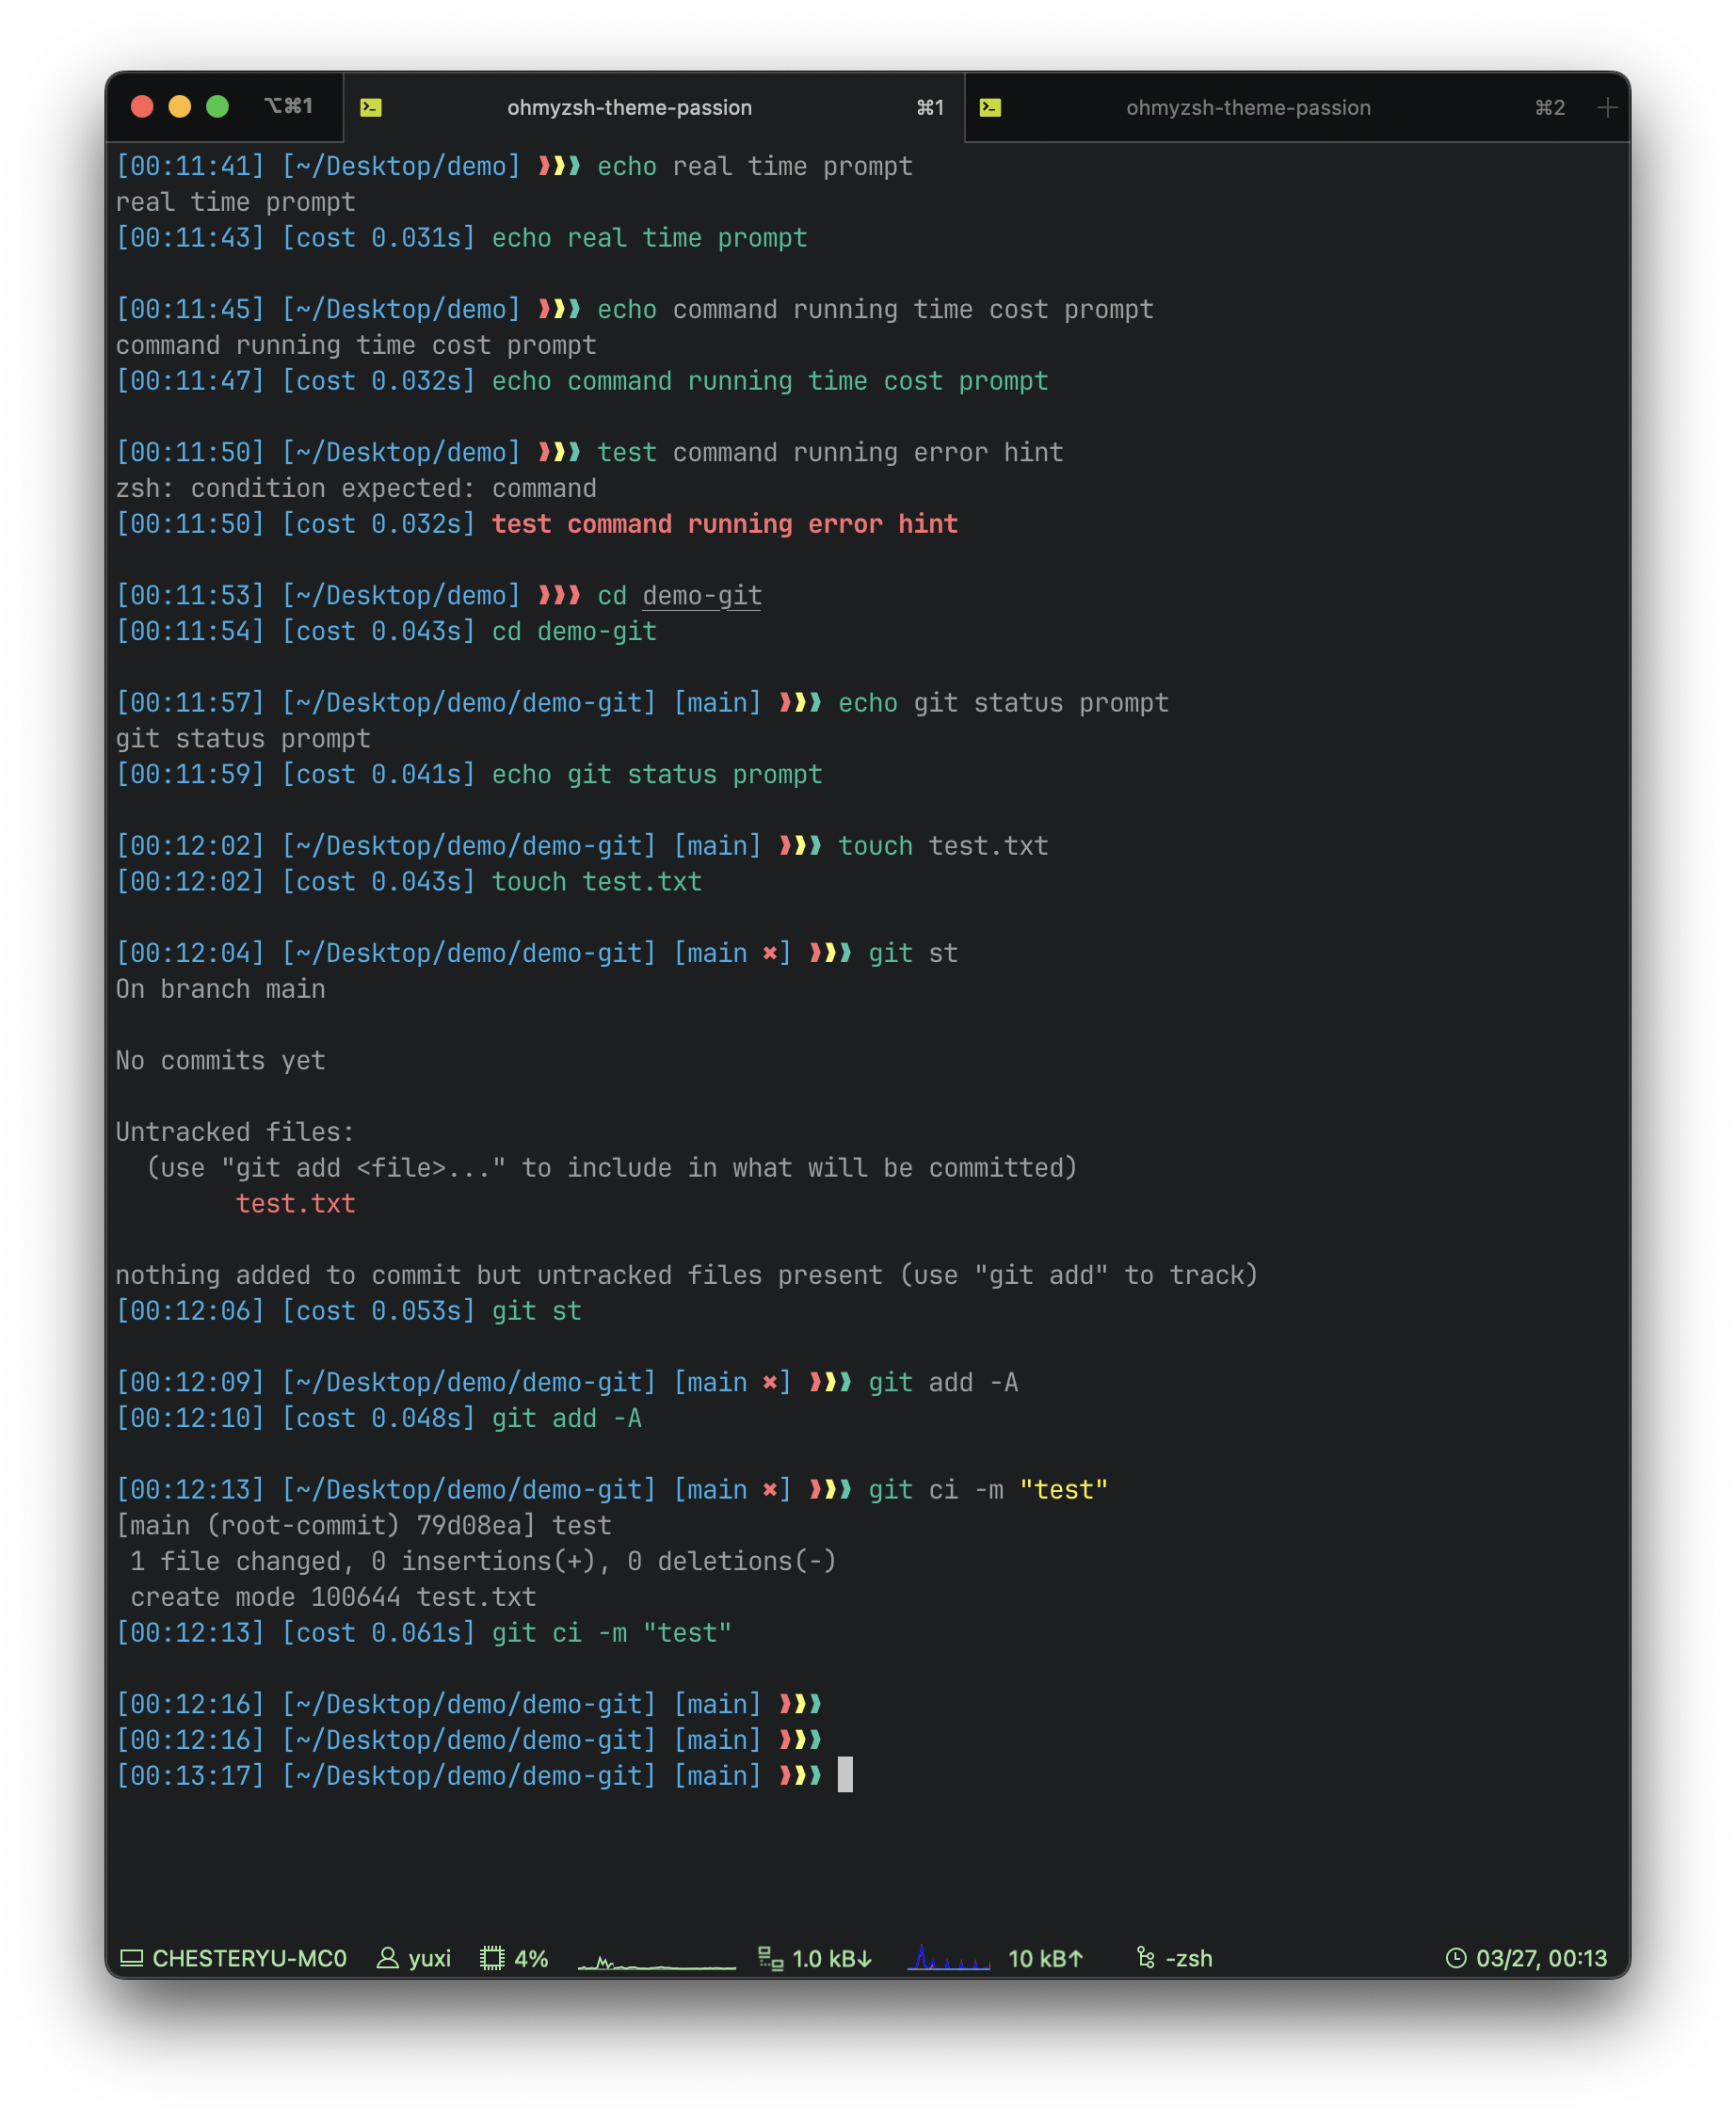 ⌥⌘1 ohmyzsh-theme-passion ⌘1 ohmyzsh-theme-passion ⌘2 +
[00:11:41] [~/Desktop/demo] ❱❱❱ echo real time prompt
real time prompt
[00:11:43] [cost 0.031s] echo real time prompt
[00:11:45] [~/Desktop/demo] ❱❱❱ echo command running time cost prompt
command running time cost prompt
[00:11:47] [cost 0.032s] echo command running time cost prompt
[00:11:50] [~/Desktop/demo] ❱❱❱ test command running error hint
zsh: condition expected: command
[00:11:50] [cost 0.032s] test command running error hint
[00:11:53] [~/Desktop/demo] ❱❱❱ cd demo-git
[00:11:54] [cost 0.043s] cd demo-git
[00:11:57] [~/Desktop/demo/demo-git] [main] ❱❱❱ echo git status prompt
git status prompt
[00:11:59] [cost 0.041s] echo git status prompt
[00:12:02] [~/Desktop/demo/demo-git] [main] ❱❱❱ touch test.txt
[00:12:02] [cost 0.043s] touch test.txt
[00:12:04] [~/Desktop/demo/demo-git] [main ✖] ❱❱❱ git st
On branch main
No commits yet
Untracked files:
  (use "git add <file>..." to include in what will be committed)
        test.txt
nothing added to commit but untracked files present (use "git add" to track)
[00:12:06] [cost 0.053s] git st
[00:12:09] [~/Desktop/demo/demo-git] [main ✖] ❱❱❱ git add -A
[00:12:10] [cost 0.048s] git add -A
[00:12:13] [~/Desktop/demo/demo-git] [main ✖] ❱❱❱ git ci -m "test"
[main (root-commit) 79d08ea] test
 1 file changed, 0 insertions(+), 0 deletions(-)
 create mode 100644 test.txt
[00:12:13] [cost 0.061s] git ci -m "test"
[00:12:16] [~/Desktop/demo/demo-git] [main] ❱❱❱
[00:12:16] [~/Desktop/demo/demo-git] [main] ❱❱❱
[00:13:17] [~/Desktop/demo/demo-git] [main] ❱❱❱
CHESTERYU-MC0 yuxi 4% 1.0 kB↓ 10 kB↑ -zsh 03/27, 00:13